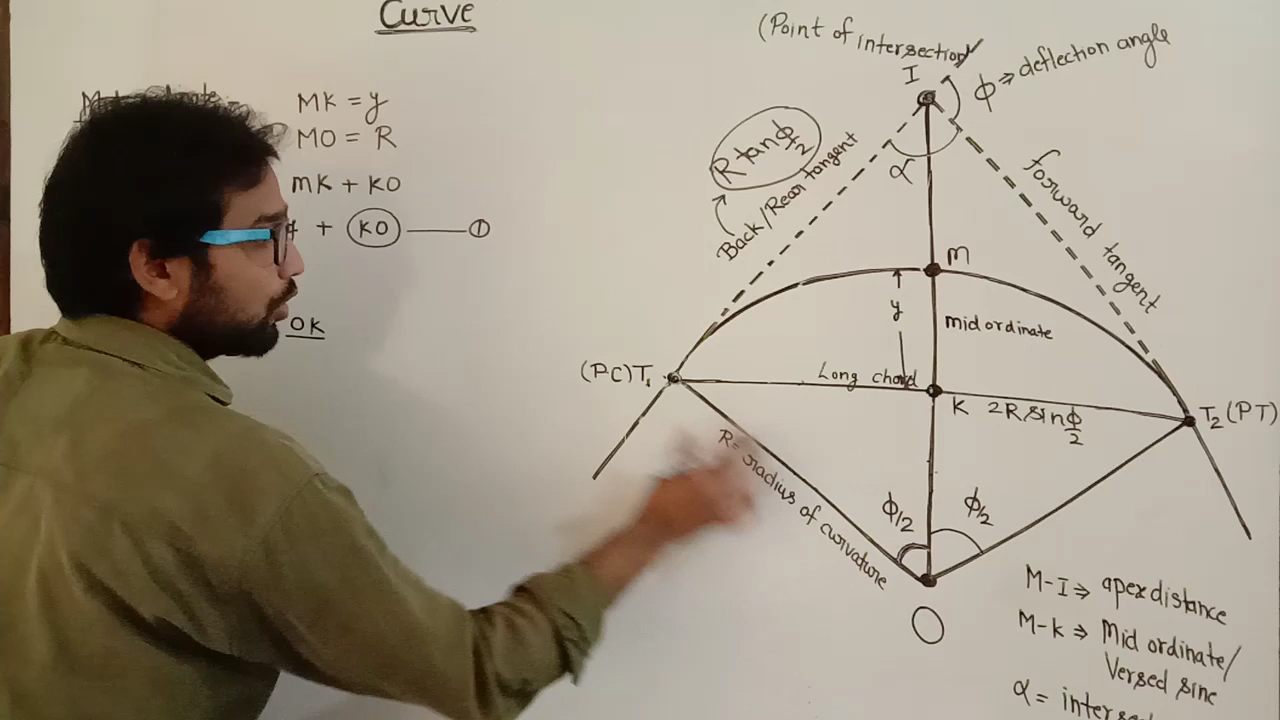 Curve
MK = y
MO = R
MK + KO
+ KO ——— ①
OK
(Point of intersection)
I
ϕ ⇒ deflection angle
R tan ϕ/2
Back/Rear tangent
α
forward tangent
M
y
mid ordinate
(PC) T₁
Long chord
K 2R sin ϕ/2
T₂ (PT)
R = radius of curvature
ϕ/2
ϕ/2
O
M-I ⇒ apex distance
M-K ⇒ Mid ordinate/
Versed sine
α =